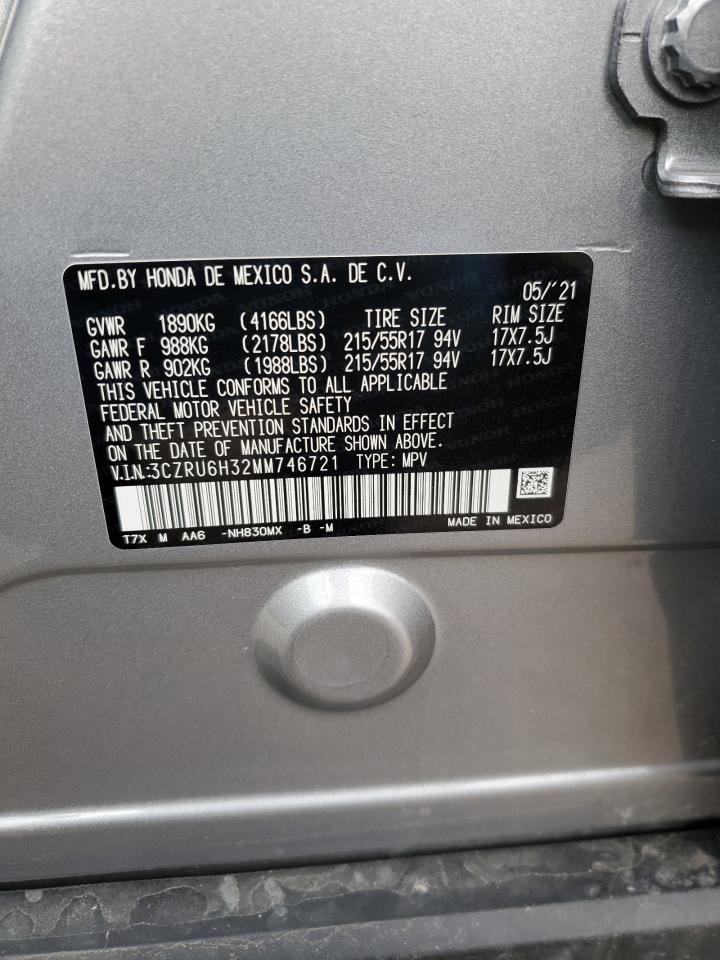 MFD.BY HONDA DE MEXICO S.A. DE C.V.
05/'21
GVWR 1890KG (4166LBS) TIRE SIZE RIM SIZE
GAWR F 988KG (2178LBS) 215/55R17 94V 17X7.5J
GAWR R 902KG (1988LBS) 215/55R17 94V 17X7.5J
THIS VEHICLE CONFORMS TO ALL APPLICABLE
FEDERAL MOTOR VEHICLE SAFETY
AND THEFT PREVENTION STANDARDS IN EFFECT
ON THE DATE OF MANUFACTURE SHOWN ABOVE.
V.I.N.:3CZRU6H32MM746721 TYPE: MPV
T7X M AA6 -NH830MX -B -M MADE IN MEXICO